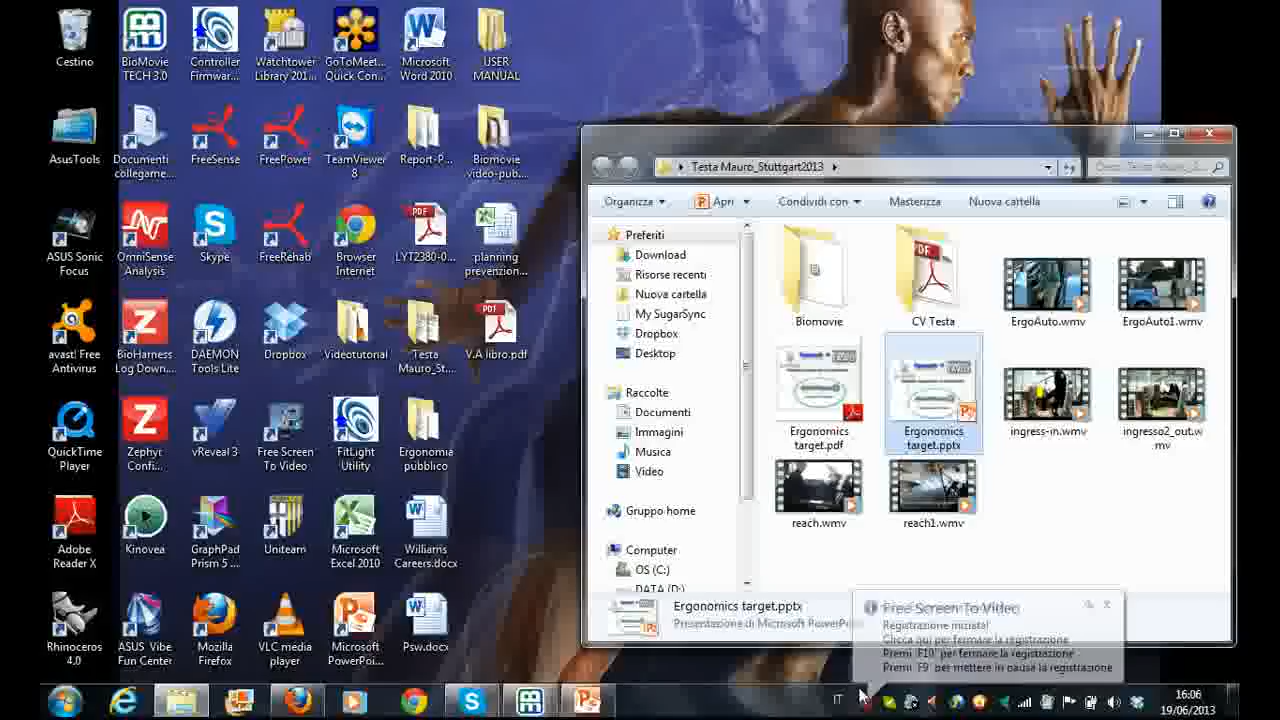 Cestino
BioMovie
TECH 3.0
Controller
Firmwar...
Watchtower
Library 201...
GoToMeet...
Quick Con...
Microsoft
Word 2010
USER
MANUAL
AsusTools
Documenti
collegame...
FreeSense
FreePower
TeamViewer
8
Report-P...
Biomovie
video-pub...
ASUS Sonic
Focus
OmniSense
Analysis
Skype
FreeRehab
Browser
Internet
LYT2380-0...
planning
prevenzion...
avast! Free
Antivirus
BioHarness
Log Down...
DAEMON
Tools Lite
Dropbox
Videotutorial
Testa
Mauro_St...
V.A libro.pdf
QuickTime
Player
Zephyr
Confi...
vReveal 3
Free Screen
To Video
FitLight
Utility
Ergonomia
pubblico
Adobe
Reader X
Kinovea
GraphPad
Prism 5 ...
Uniteam
Microsoft
Excel 2010
Williams
Careers.docx
Rhinoceros
4.0
ASUS Vibe
Fun Center
Mozilla
Firefox
VLC media
player
Microsoft
PowerPoi...
Psw.docx
Testa Mauro_Stuttgart2013
Organizza
Apri
Condividi con
Masterizza
Nuova cartella
Preferiti
Download
Risorse recenti
Nuova cartella
My SugarSync
Dropbox
Desktop
Raccolte
Documenti
Immagini
Musica
Video
Gruppo home
Computer
OS (C:)
DATA (D:)
Biomovie
CV Testa
ErgoAuto.wmv
ErgoAuto1.wmv
Ergonomics
target.pdf
Ergonomics
target.pptx
ingress-in.wmv
ingresso2_out.w
mv
reach.wmv
reach1.wmv
Ergonomics target.pptx
Presentazione di Microsoft PowerPoi
Free Screen To Video
Registrazione iniziata!
Clicca qui per fermare la registrazione
Premi 'F10' per fermare la registrazione
Premi 'F9' per mettere in pausa la registrazione
IT
16:06
19/06/2013